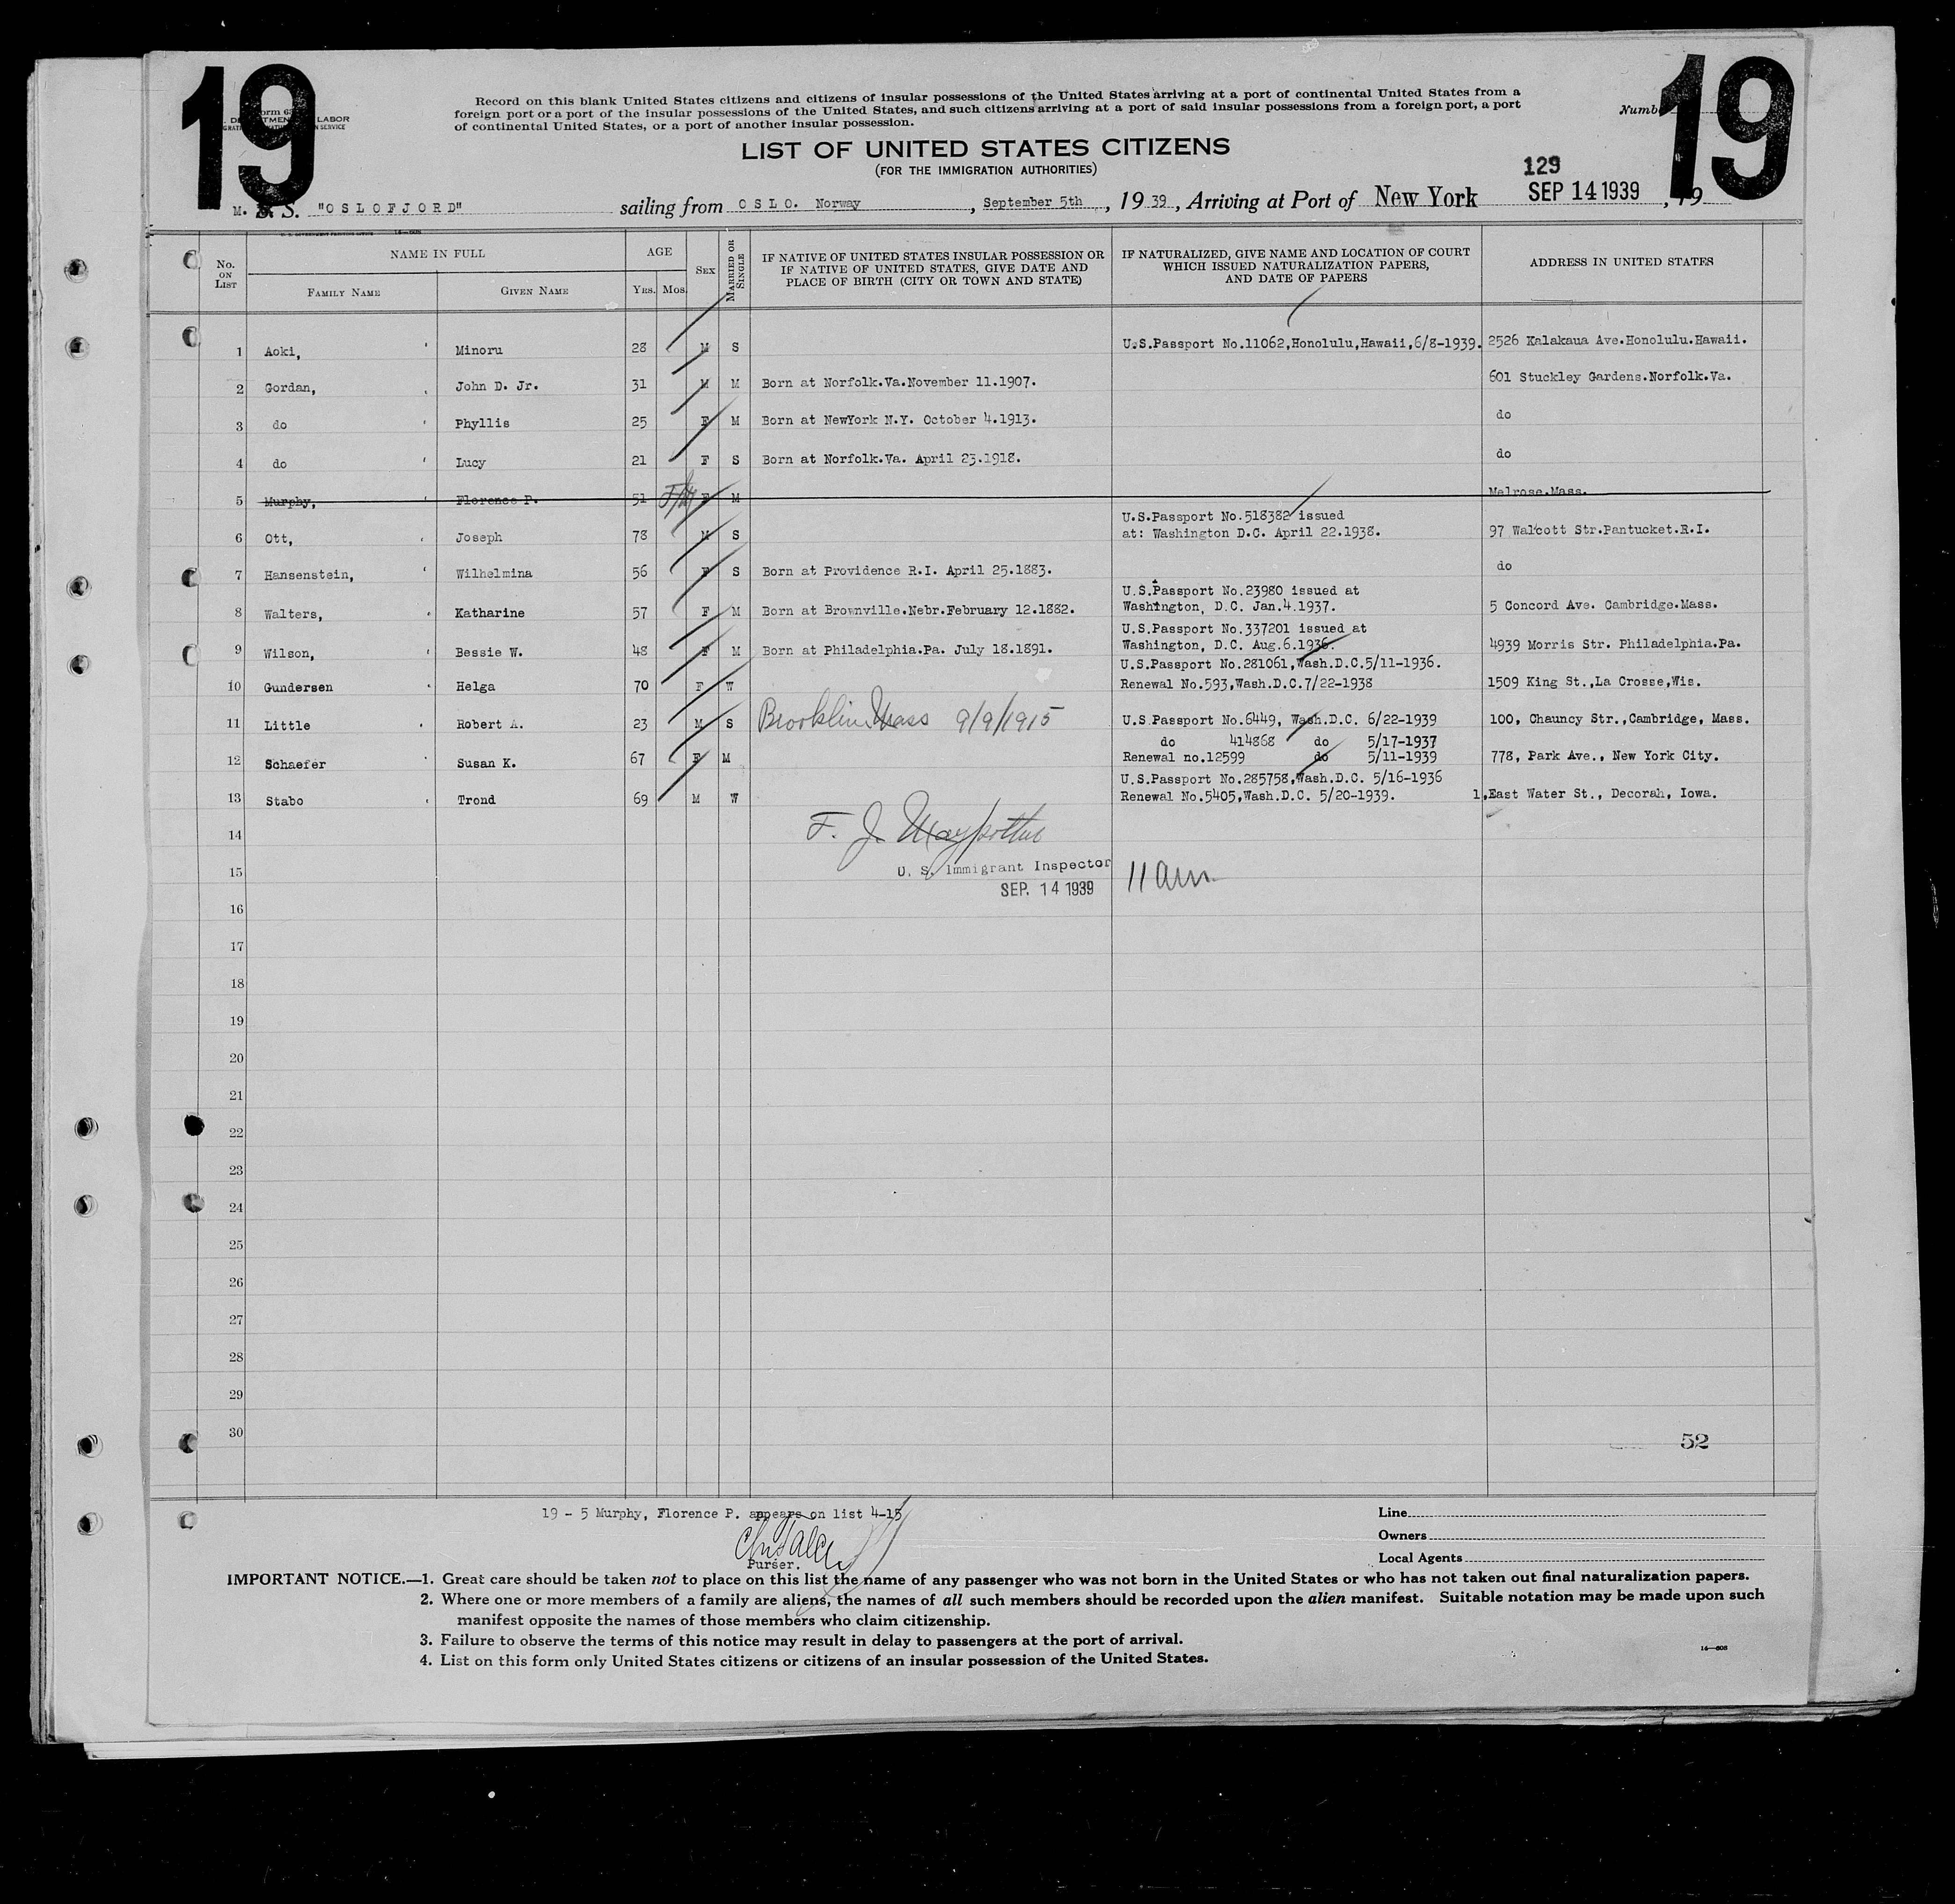 19
19
Record on this blank United States citizens and citizens of insular possessions of the United States arriving at a port of continental United States from a
foreign port or a port of the insular possessions of the United States, and such citizens arriving at a port of said insular possessions from a foreign port, a port
of continental United States, or a port of another insular possession.
LABOR
LIST OF UNITED STATES CITIZENS
(FOR THE IMMIGRATION AUTHORITIES)
129
M. S. S. "OSLOFJORD" sailing from OSLO. Norway, September 5th, 1939, Arriving at Port of New York SEP 14 1939, 19
No. ON LIST NAME IN FULL AGE SEX MARRIED OR SINGLE IF NATIVE OF UNITED STATES INSULAR POSSESSION OR IF NATIVE OF UNITED STATES, GIVE DATE AND PLACE OF BIRTH (CITY OR TOWN AND STATE) IF NATURALIZED, GIVE NAME AND LOCATION OF COURT WHICH ISSUED NATURALIZATION PAPERS, AND DATE OF PAPERS ADDRESS IN UNITED STATES
FAMILY NAME GIVEN NAME YRS. MOS.
1 Aoki, Minoru 28 M S U.S.Passport No.11062,Honolulu,Hawaii,6/8-1939. 2526 Kalakaua Ave.Honolulu.Hawaii.
2 Gordan, John D. Jr. 31 M M Born at Norfolk.Va.November 11.1907. 601 Stuckley Gardens.Norfolk.Va.
3 do Phyllis 25 F M Born at NewYork N.Y. October 4.1913. do
4 do Lucy 21 F S Born at Norfolk.Va. April 23.1918. do
5 Murphy, Florence P. 51 F M Melrose.Mass.
U.S.Passport No.518382 issued
6 Ott, Joseph 78 M S at: Washington D.C. April 22.1938. 97 Walcott Str.Pantucket.R.I.
7 Hansenstein, Wilhelmina 56 F S Born at Providence R.I. April 25.1883. do
U.S.Passport No.23980 issued at
8 Walters, Katharine 57 F M Born at Brownville.Nebr.February 12.1882. Washington, D.C. Jan.4.1937. 5 Concord Ave. Cambridge.Mass.
U.S.Passport No.337201 issued at
9 Wilson, Bessie W. 48 F M Born at Philadelphia.Pa. July 18.1891. Washington, D.C. Aug.6.1936. 4939 Morris Str. Philadelphia.Pa.
U.S.Passport No.281061,Wash.D.C.5/11-1936.
10 Gundersen Helga 70 F W Renewal No.593,Wash.D.C.7/22-1938 1509 King St.,La Crosse,Wis.
11 Little Robert A. 23 M S Brooklin Mass 9/9/1915 U.S.Passport No.6449, Wash.D.C. 6/22-1939 100, Chauncy Str.,Cambridge, Mass.
do 414868 do 5/17-1937
12 Schaefer Susan K. 67 F M Renewal no.12599 do 5/11-1939 778, Park Ave., New York City.
U.S.Passport No.285758,Wash.D.C. 5/16-1936
13 Stabo Trond 69 M W Renewal No.5405,Wash.D.C. 5/20-1939. 1,East Water St., Decorah, Iowa.
14 F. J.
15 U. S. Immigrant Inspector 11 am
SEP. 14 1939
16
17
18
19
20
21
22
23
24
25
26
27
28
29
30
52
19 - 5 Murphy, Florence P. appears on list 4-15
Purser.
Line
Owners
Local Agents
IMPORTANT NOTICE.—1. Great care should be taken not to place on this list the name of any passenger who was not born in the United States or who has not taken out final naturalization papers.
2. Where one or more members of a family are aliens, the names of all such members should be recorded upon the alien manifest. Suitable notation may be made upon such
manifest opposite the names of those members who claim citizenship.
3. Failure to observe the terms of this notice may result in delay to passengers at the port of arrival.
4. List on this form only United States citizens or citizens of an insular possession of the United States.